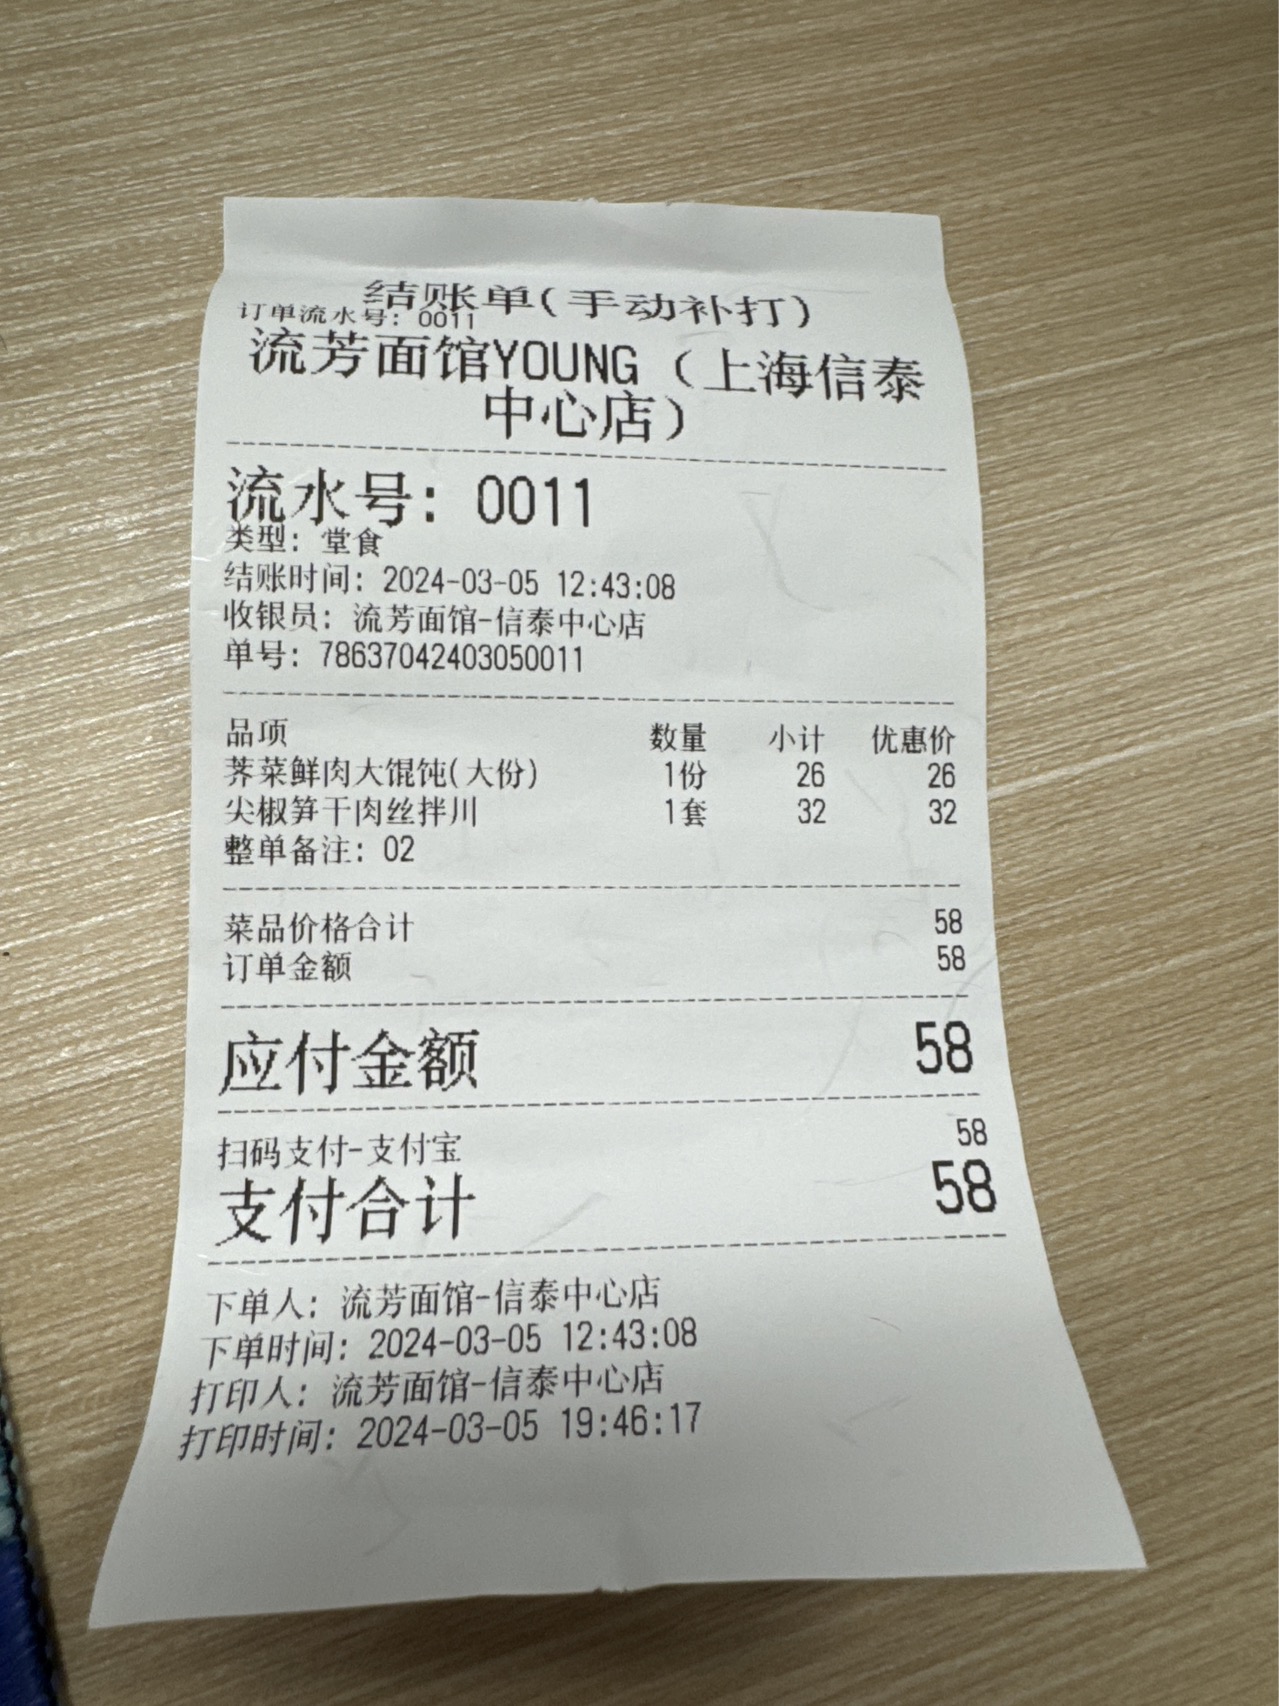 结账单(手动补打)
订单流水号: 0011
流芳面馆YOUNG（上海信泰
中心店）
流水号: 0011
类型: 堂食
结账时间: 2024-03-05 12:43:08
收银员: 流芳面馆-信泰中心店
单号: 78637042403050011
品项 数量 小计 优惠价
荠菜鲜肉大馄饨(大份) 1份 26 26
尖椒笋干肉丝拌川 1套 32 32
整单备注: 02
菜品价格合计 58
订单金额 58
应付金额 58
扫码支付-支付宝 58
支付合计 58
下单人: 流芳面馆-信泰中心店
下单时间: 2024-03-05 12:43:08
打印人: 流芳面馆-信泰中心店
打印时间: 2024-03-05 19:46:17